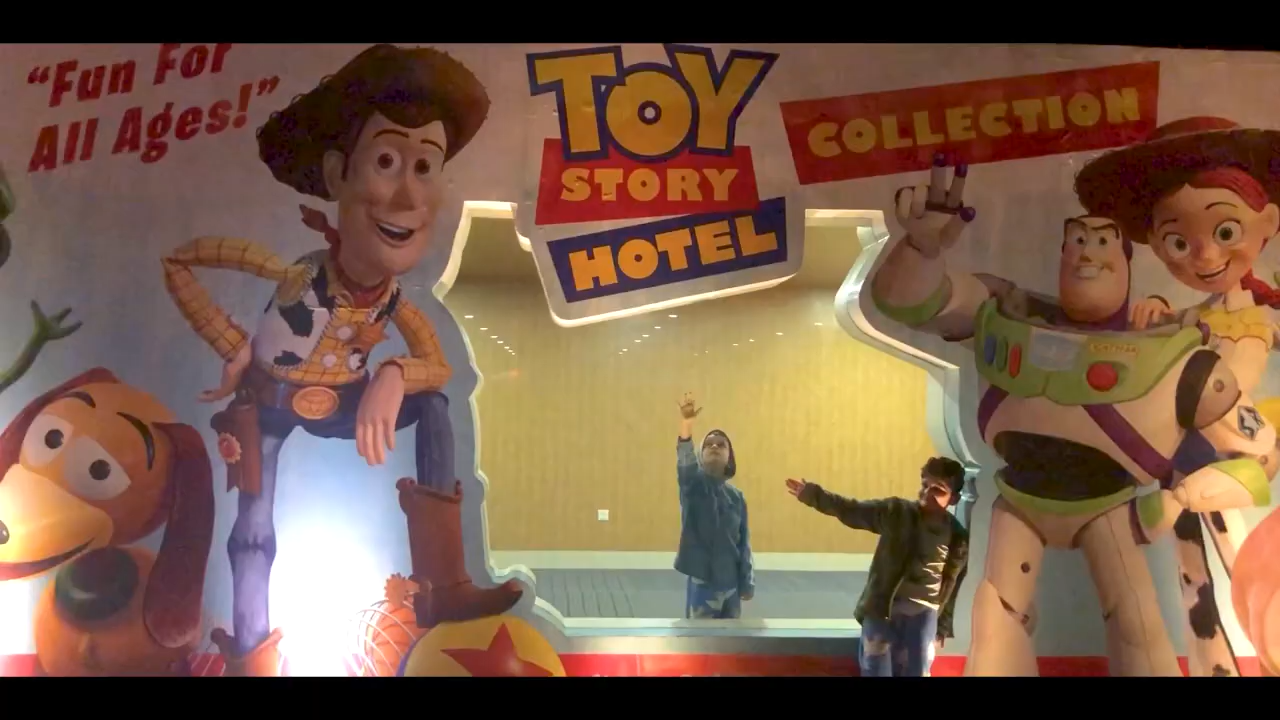 “Fun For
All Ages!”
TOY
STORY
HOTEL
COLLECTION